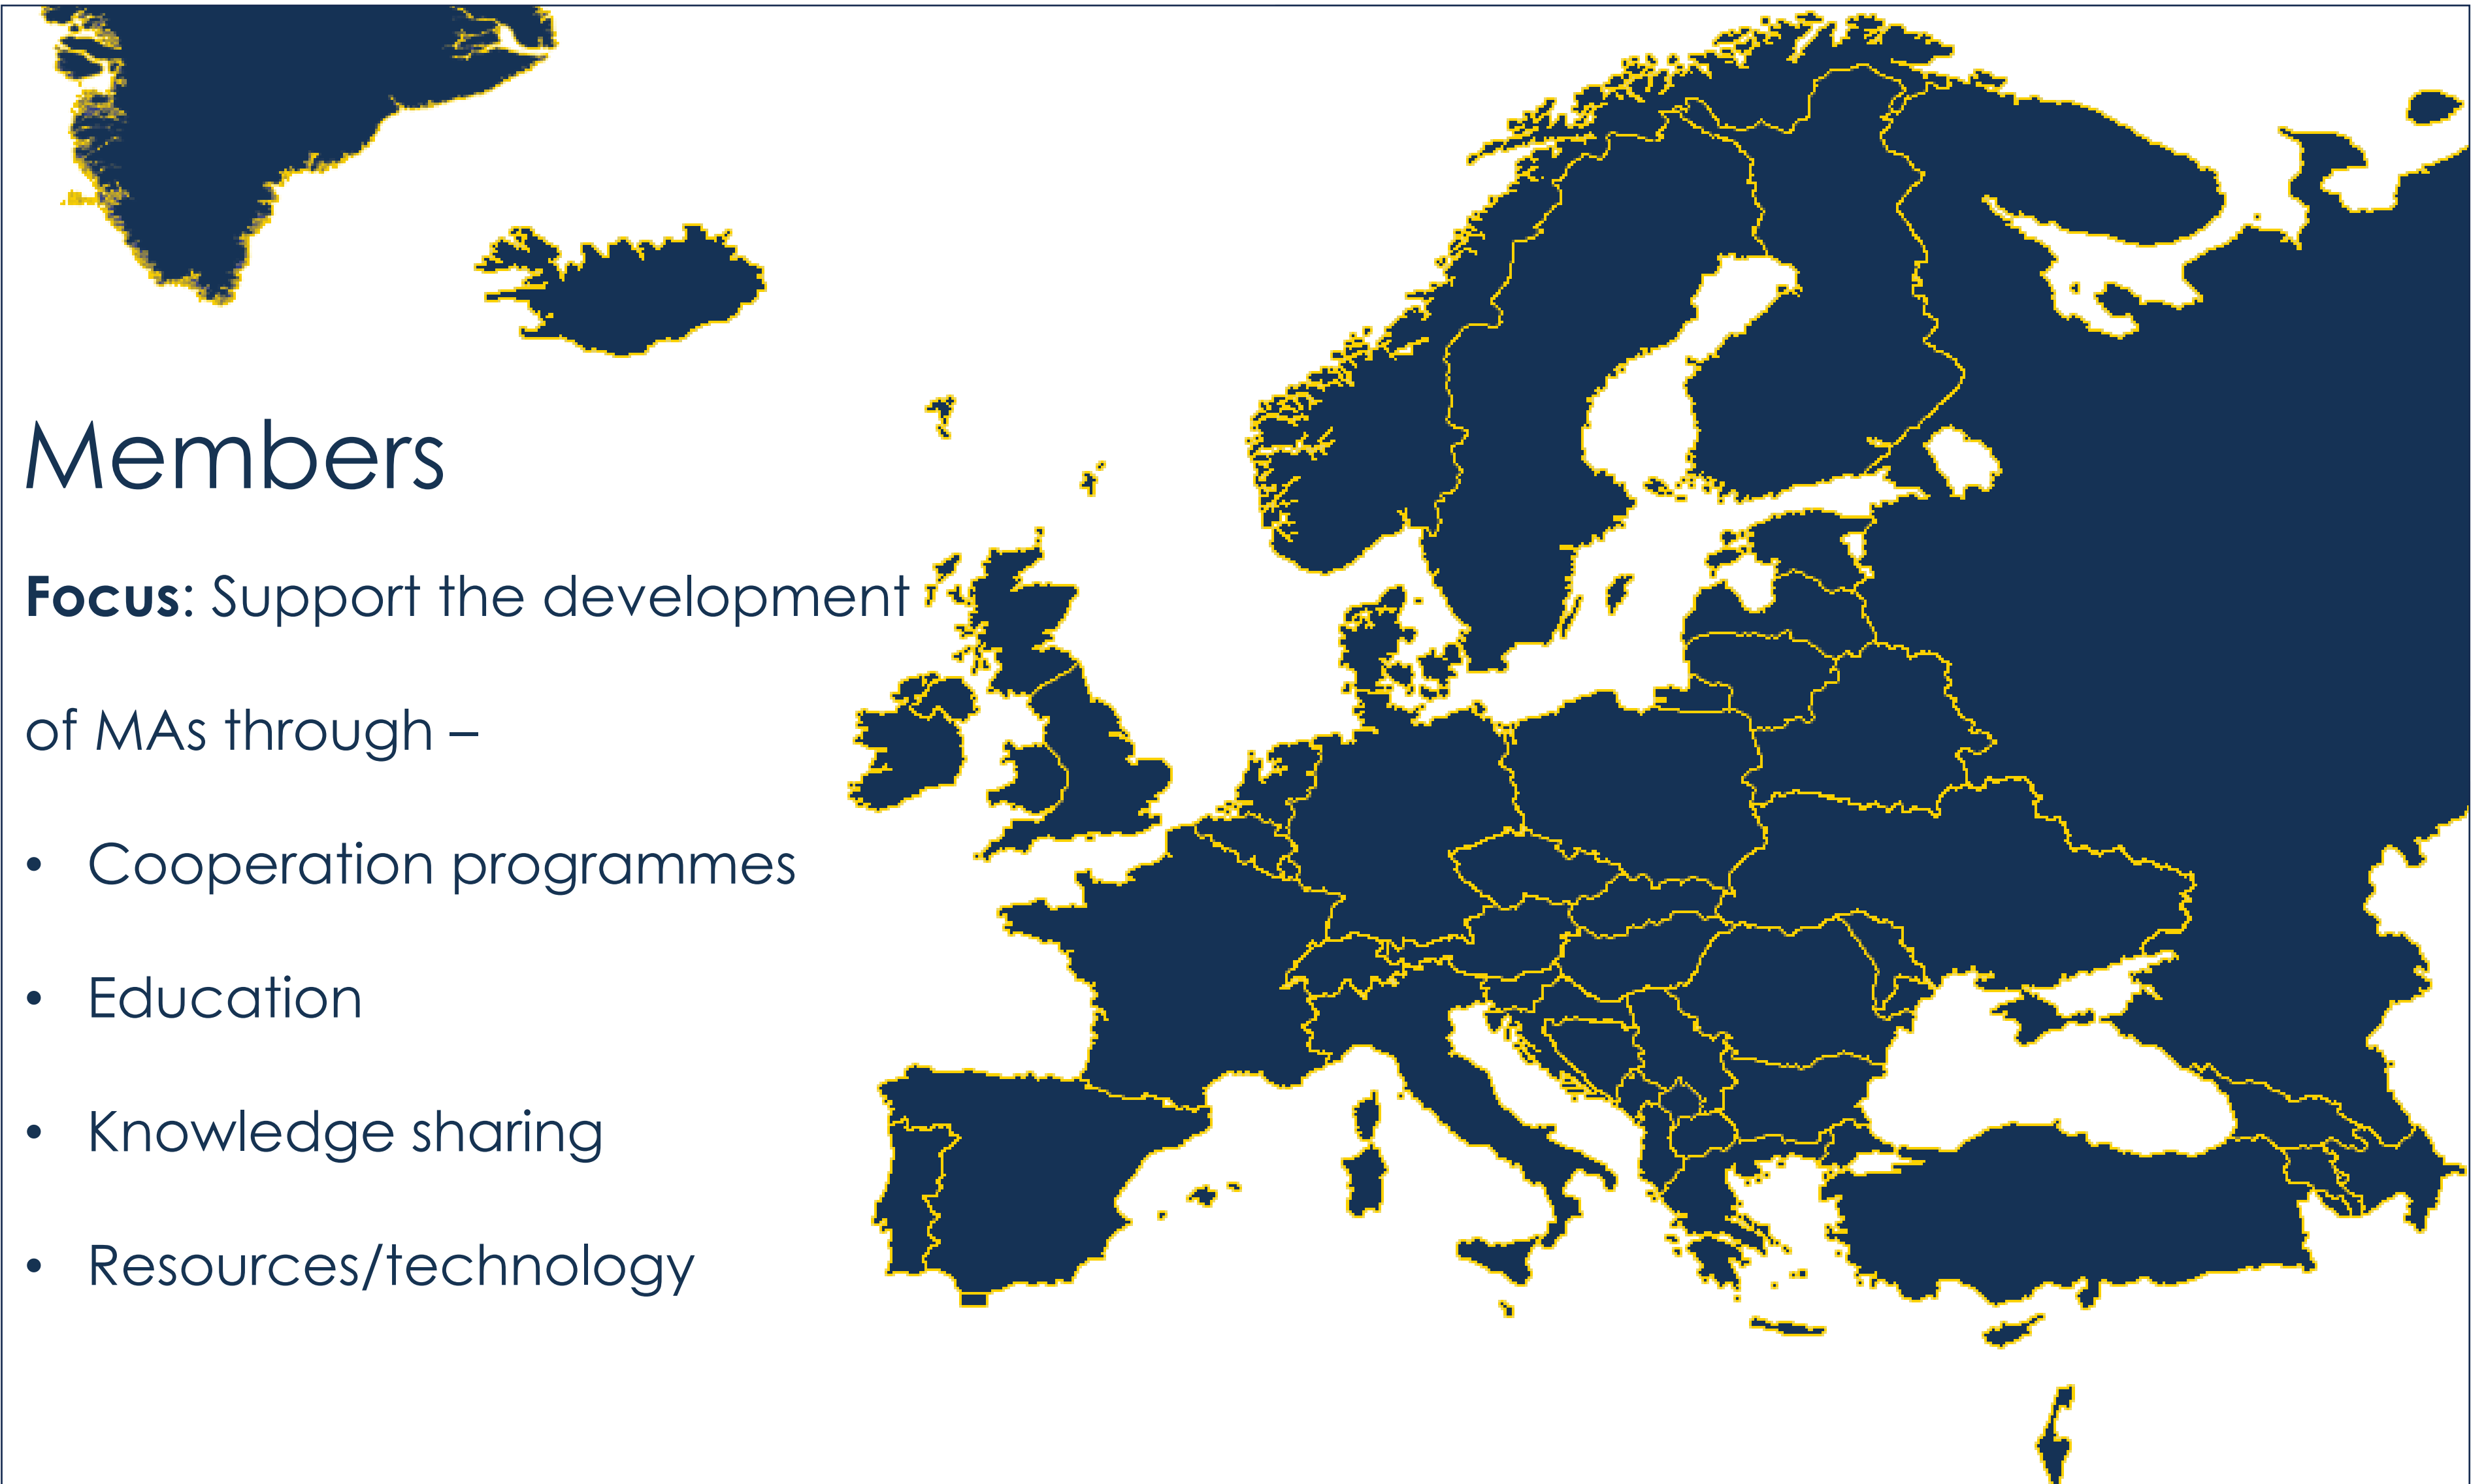 Members
Focus: Support the development
of MAs through –
• Cooperation programmes
• Education
• Knowledge sharing
• Resources/technology